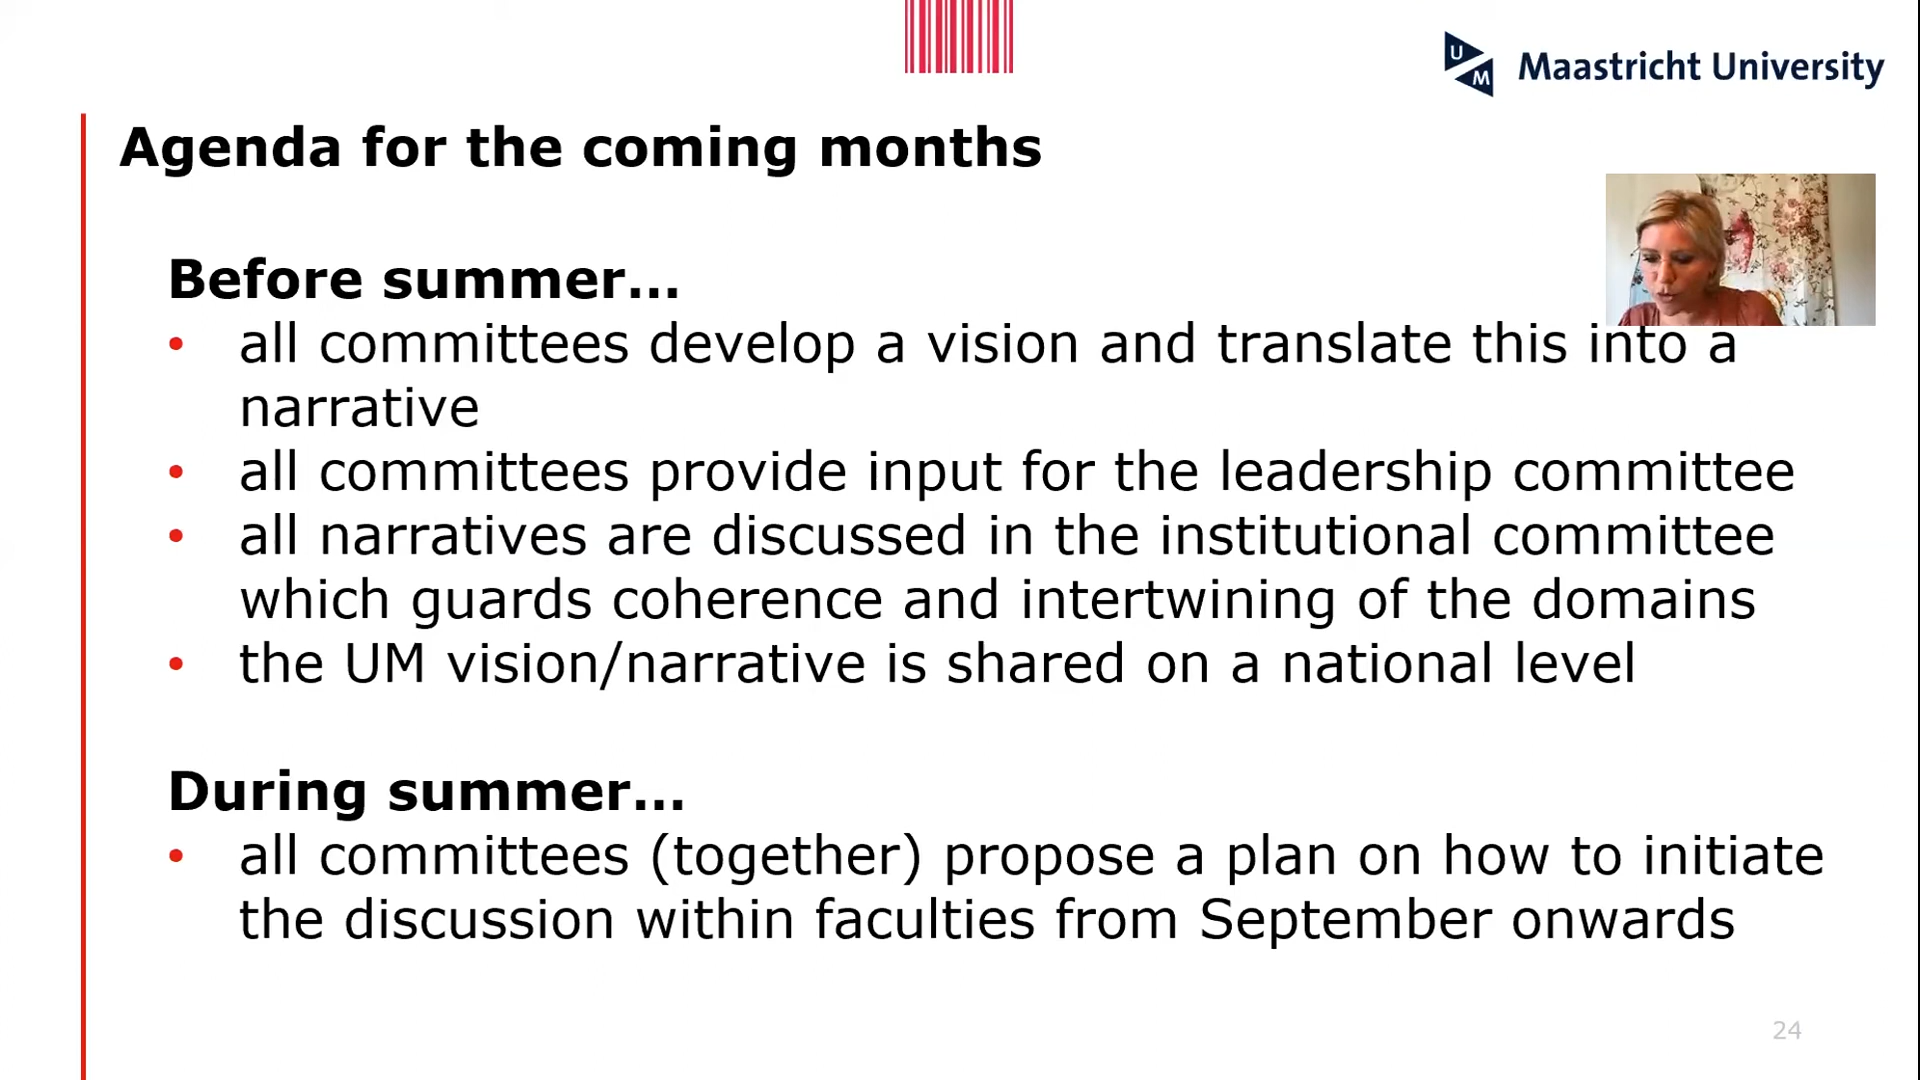 U
M
Maastricht University
Agenda for the coming months
Before summer...
• all committees develop a vision and translate this into a
narrative
• all committees provide input for the leadership committee
• all narratives are discussed in the institutional committee
which guards coherence and intertwining of the domains
• the UM vision/narrative is shared on a national level
During summer...
• all committees (together) propose a plan on how to initiate
the discussion within faculties from September onwards
24